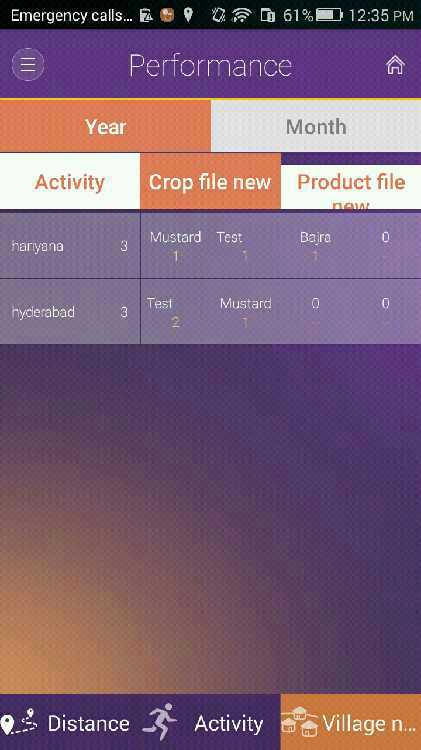 Emergency calls... 61% 12:35 PM
Performance
Year Month
Activity Crop file new Product file new
hariyana 3 Mustard Test Bajra 0
1 1 1 -
hyderabad 3 Test Mustard 0 0
2 1 - -
Distance Activity Village n...